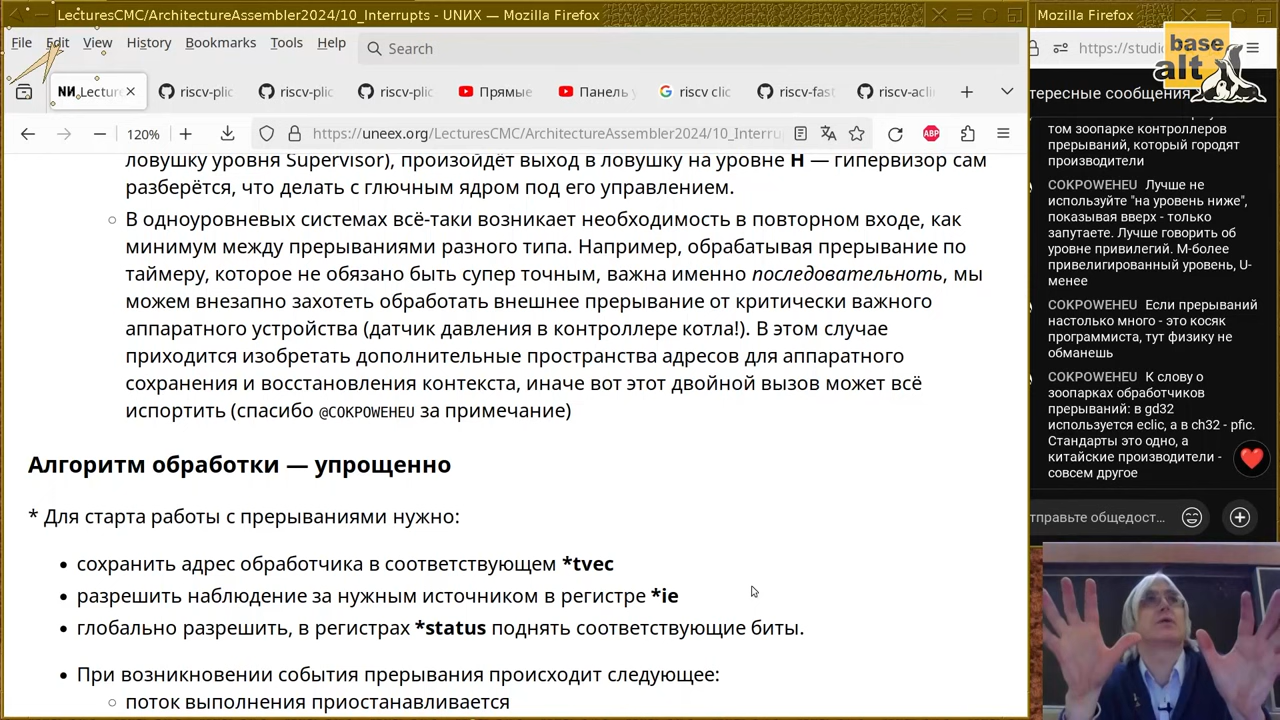 LecturesCMC/ArchitectureAssembler2024/10_Interrupts - UNИX — Mozilla Firefox
File Edit View History Bookmarks Tools Help
Search
Lecture
riscv-plic
riscv-plic
riscv-plic
Прямые
Панель у
riscv clic
riscv-fast
riscv-acli
120%
https://uneex.org/LecturesCMC/ArchitectureAssembler2024/10_Interru
ABP
ловушку уровня Supervisor), произойдёт выход в ловушку на уровне H — гипервизор сам
разберётся, что делать с глючным ядром под его управлением.
В одноуровневых системах всё-таки возникает необходимость в повторном входе, как
минимум между прерываниями разного типа. Например, обрабатывая прерывание по
таймеру, которое не обязано быть супер точным, важна именно последовательноть, мы
можем внезапно захотеть обработать внешнее прерывание от критически важного
аппаратного устройства (датчик давления в контроллере котла!). В этом случае
приходится изобретать дополнительные пространства адресов для аппаратного
сохранения и восстановления контекста, иначе вот этот двойной вызов может всё
испортить (спасибо @COKPOWEHEU за примечание)
Алгоритм обработки — упрощенно
* Для старта работы с прерываниями нужно:
сохранить адрес обработчика в соответствующем *tvec
разрешить наблюдение за нужным источником в регистре *ie
глобально разрешить, в регистрах *status поднять соответствующие биты.
При возникновении события прерывания происходит следующее:
поток выполнения приостанавливается
Mozilla Firefox
https://studi
base
alt
тересные сообщения
том зоопарке контроллеров
прерываний, который городят
производители
COKPOWEHEU Лучше не
используйте "на уровень ниже",
показывая вверх - только
запутаете. Лучше говорить об
уровне привилегий. M-более
привелигированный уровень, U-
менее
COKPOWEHEU Если прерываний
настолько много - это косяк
программиста, тут физику не
обманешь
COKPOWEHEU К слову о
зоопарках обработчиков
прерываний: в gd32
используется eclic, а в ch32 - pfic.
Стандарты это одно, а
китайские производители -
совсем другое
тправьте общедост...